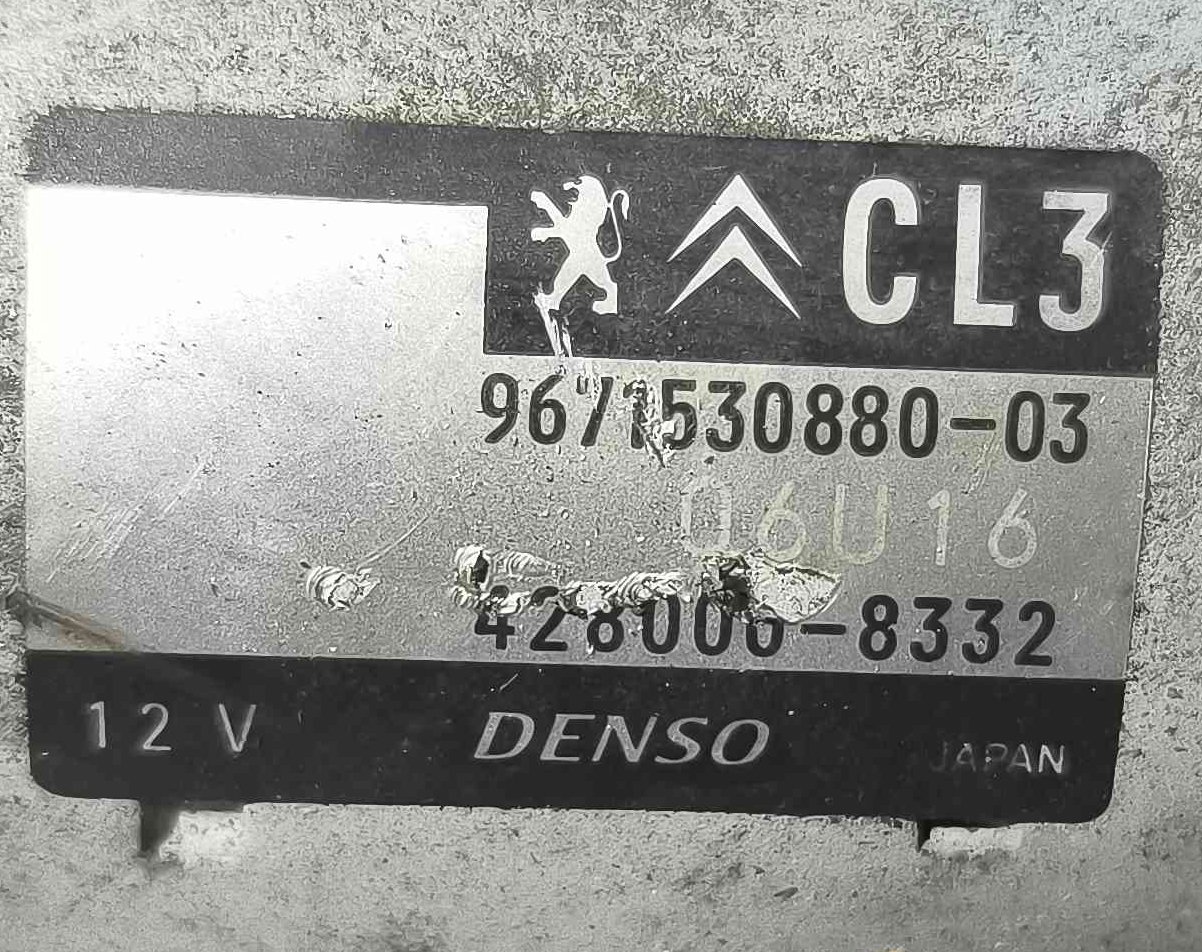 CL3
9671530880-03
06U16
428000-8332
12 V DENSO JAPAN